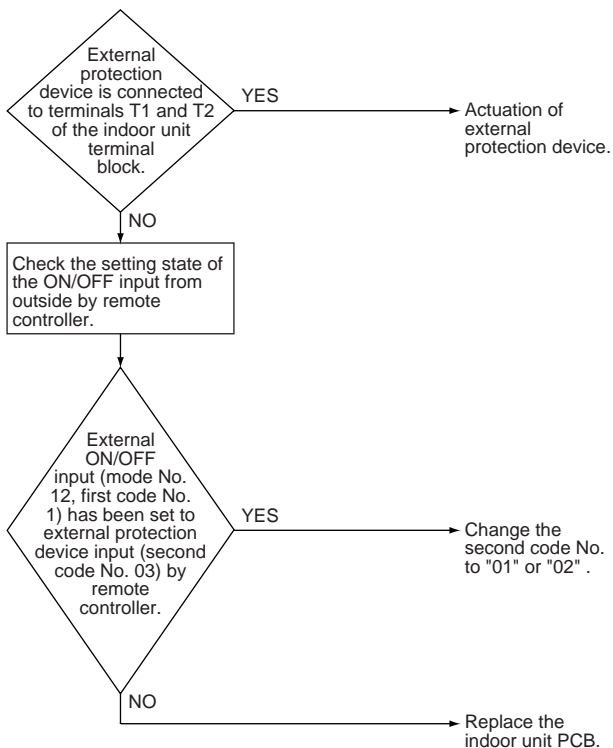 External
protection
device is connected
to terminals T1 and T2
of the indoor unit
terminal
block.
YES
Actuation of
external
protection device.
NO
Check the setting state of
the ON/OFF input from
outside by remote
controller.
External
ON/OFF
input (mode No.
12, first code No.
1) has been set to
external protection
device input (second
code No. 03) by
remote
controller.
YES
Change the
second code No.
to "01" or "02" .
NO
Replace the
indoor unit PCB.